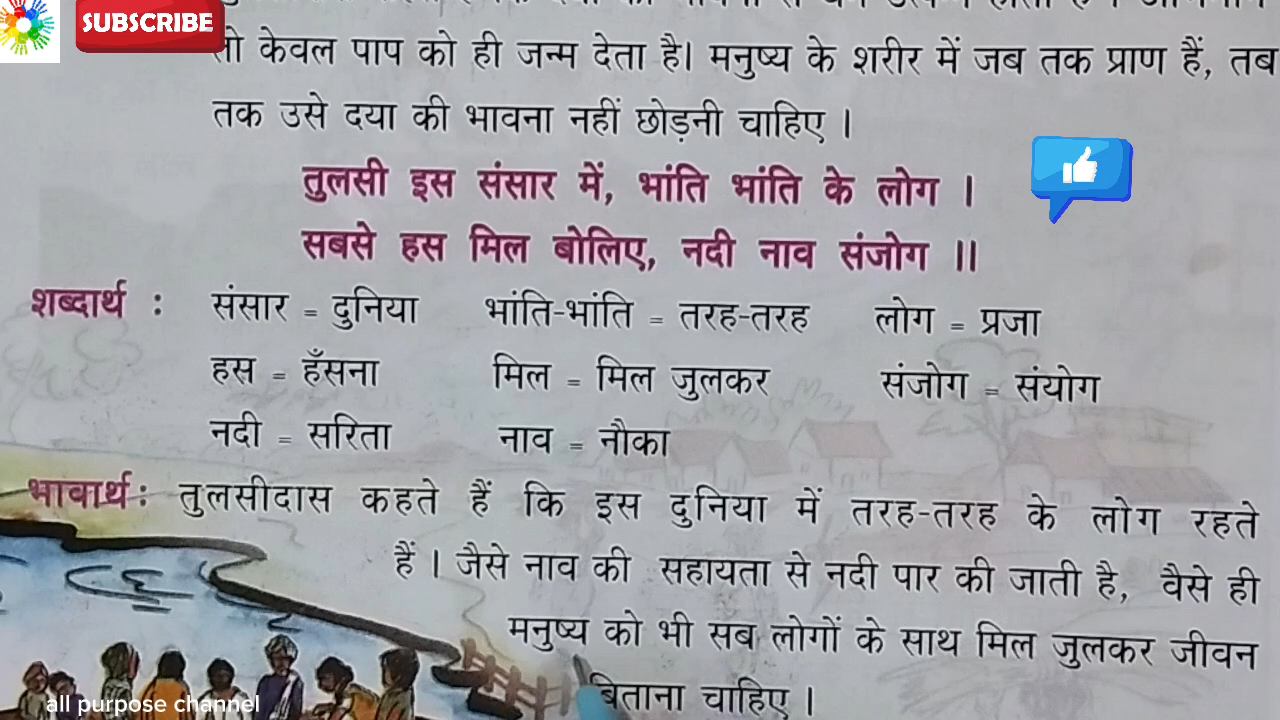 SUBSCRIBE
तो केवल पाप को ही जन्म देता है। मनुष्य के शरीर में जब तक प्राण हैं, तब
तक उसे दया की भावना नहीं छोड़नी चाहिए ।
तुलसी इस संसार में, भांति भांति के लोग ।
सबसे हस मिल बोलिए, नदी नाव संजोग ॥
शब्दार्थ : संसार = दुनिया भांति-भांति = तरह-तरह लोग = प्रजा
हस = हँसना मिल = मिल जुलकर संजोग = संयोग
नदी = सरिता नाव = नौका
भावार्थ : तुलसीदास कहते हैं कि इस दुनिया में तरह-तरह के लोग रहते
हैं । जैसे नाव की सहायता से नदी पार की जाती है, वैसे ही
मनुष्य को भी सब लोगों के साथ मिल जुलकर जीवन
बिताना चाहिए ।
all purpose channel